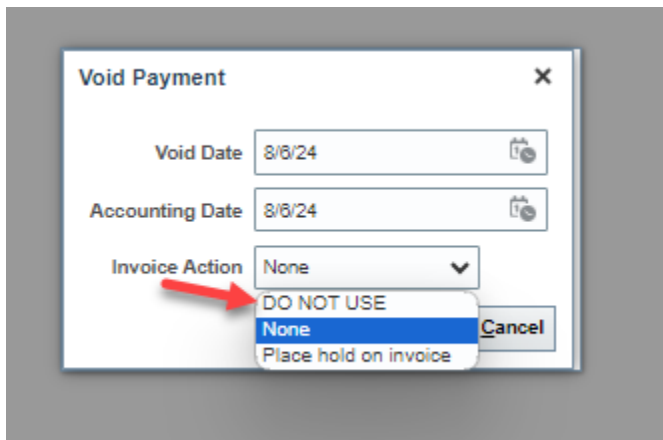 Void Payment
Void Date 8/6/24
Accounting Date 8/6/24
Invoice Action None
DO NOT USE
None
Place hold on invoice
Cancel